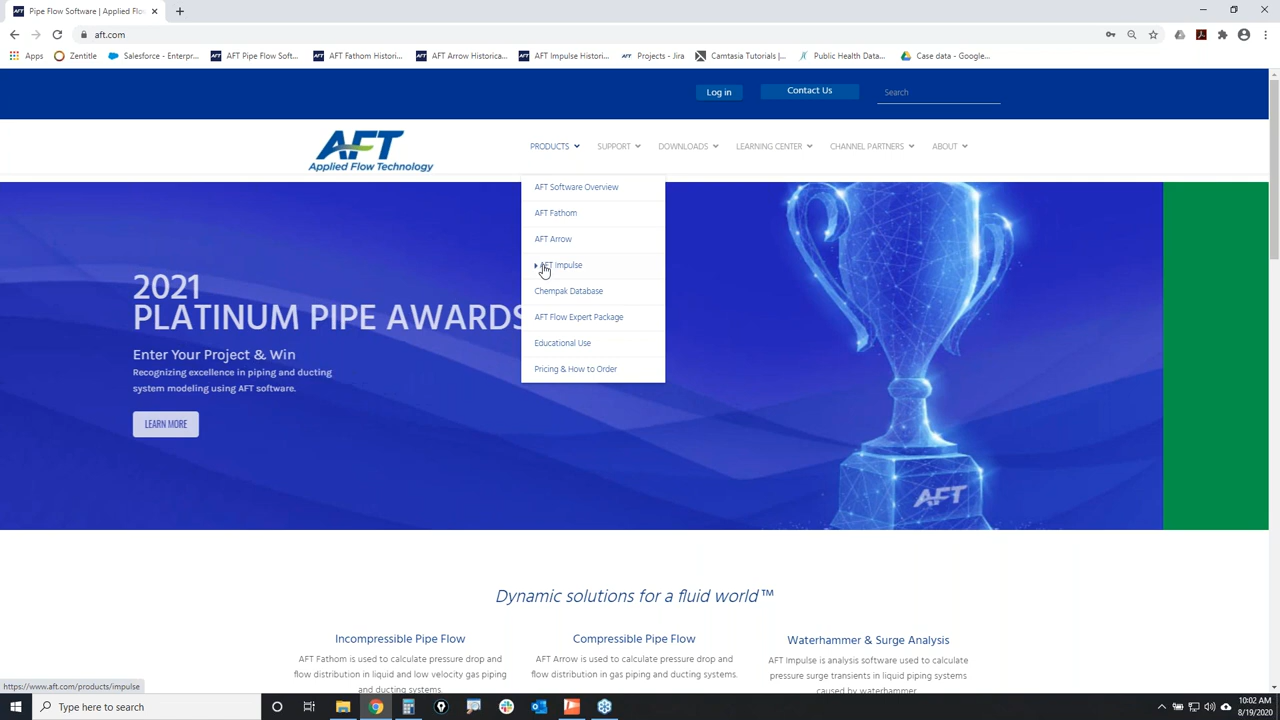 Pipe Flow Software | Applied Flow
aft.com
Apps
Zentitle
Salesforce - Enterpr...
AFT Pipe Flow Soft...
AFT Fathom Histori...
AFT Arrow Historica...
AFT Impulse Histori...
Projects - Jira
Camtasia Tutorials |...
Public Health Data...
Case data - Google...
Log in
Contact Us
Search
AFT
Applied Flow Technology
PRODUCTS
SUPPORT
DOWNLOADS
LEARNING CENTER
CHANNEL PARTNERS
ABOUT
AFT Software Overview
AFT Fathom
AFT Arrow
AFT Impulse
Chempak Database
AFT Flow Expert Package
Educational Use
Pricing & How to Order
2021
PLATINUM PIPE AWARDS
Enter Your Project & Win
Recognizing excellence in piping and ducting
system modeling using AFT software.
LEARN MORE
AFT
Dynamic solutions for a fluid world™
Incompressible Pipe Flow
AFT Fathom is used to calculate pressure drop and
flow distribution in liquid and low velocity gas piping
and ducting systems.
Compressible Pipe Flow
AFT Arrow is used to calculate pressure drop and
flow distribution in gas piping and ducting systems.
Waterhammer & Surge Analysis
AFT Impulse is analysis software used to calculate
pressure surge transients in liquid piping systems
caused by waterhammer.
https://www.aft.com/products/impulse
Type here to search
10:02 AM
8/19/2020